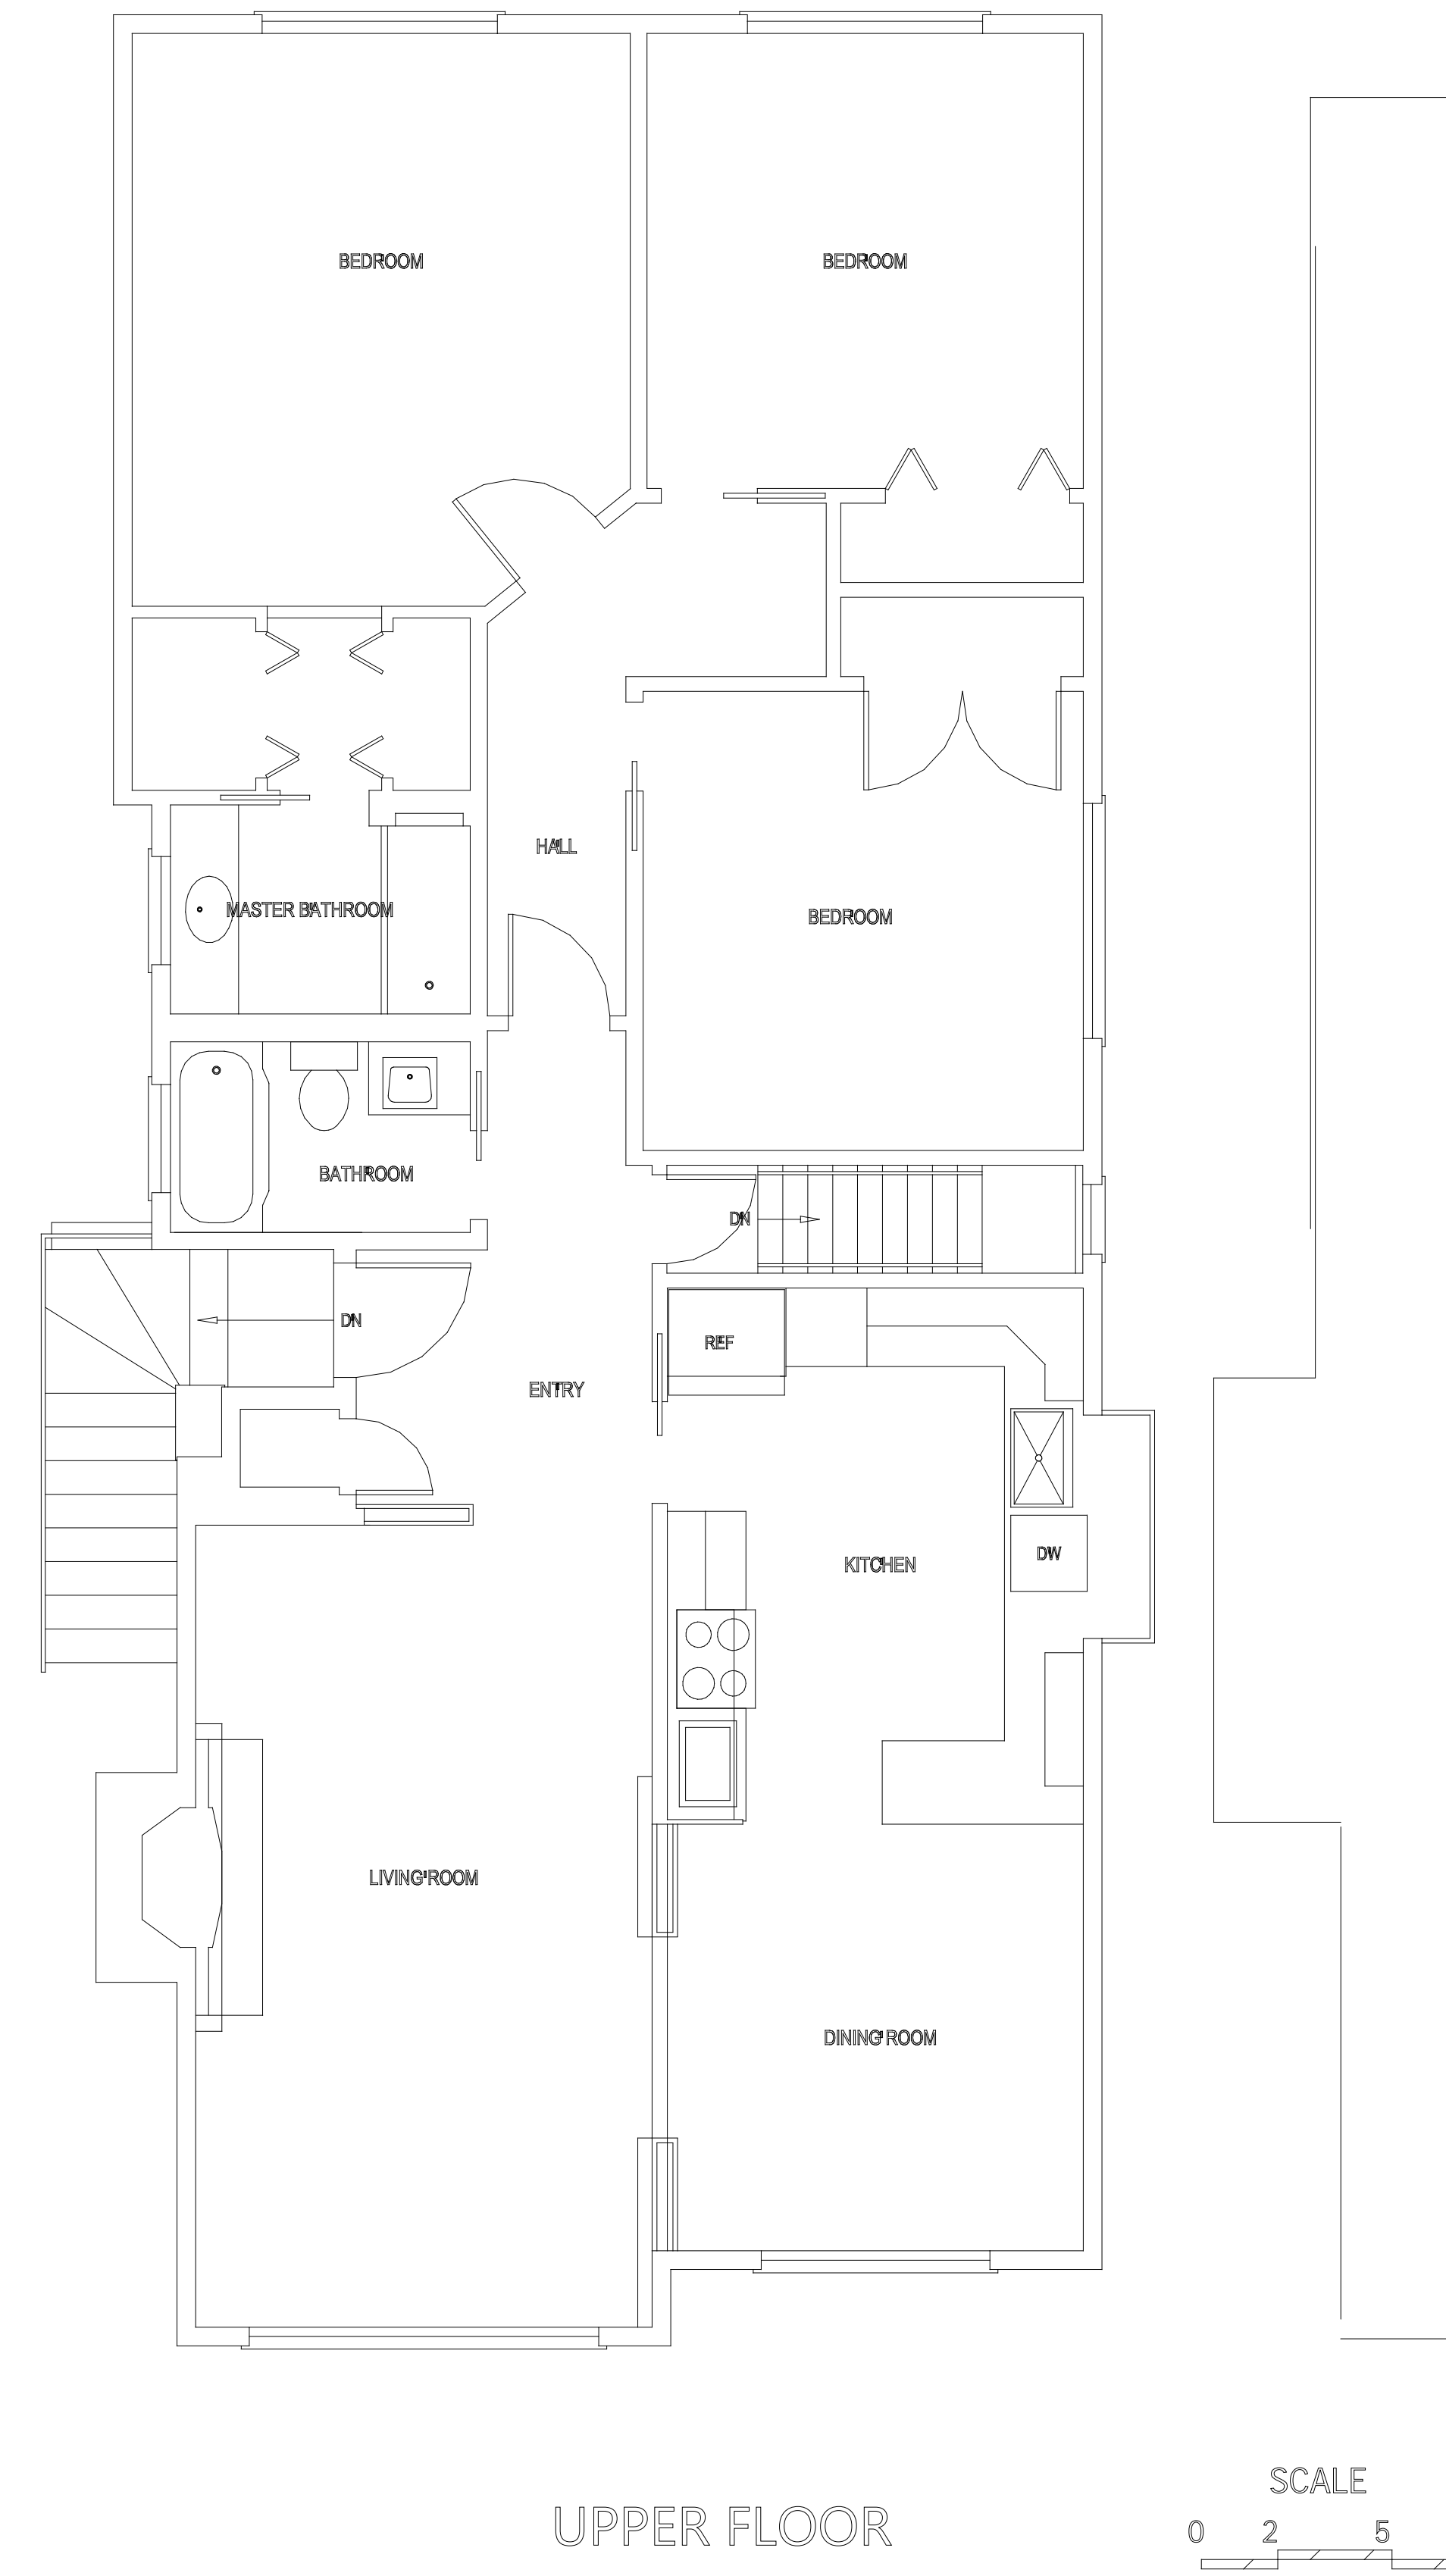 BEDROOM
BEDROOM
HALL
MASTER BATHROOM
BEDROOM
BATHROOM
DN
DN
REF
ENTRY
DW
KITCHEN
LIVING ROOM
DINING ROOM
SCALE
UPPER FLOOR
0 2 5